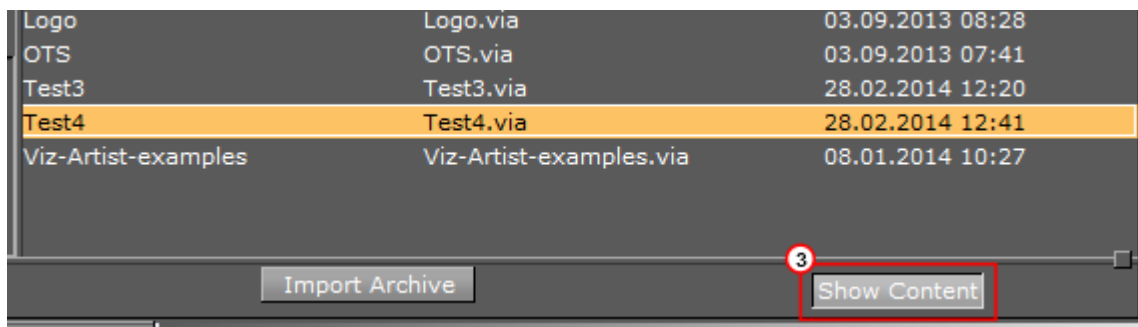 Logo Logo.via 03.09.2013 08:28
OTS OTS.via 03.09.2013 07:41
Test3 Test3.via 28.02.2014 12:20
Test4 Test4.via 28.02.2014 12:41
Viz-Artist-examples Viz-Artist-examples.via 08.01.2014 10:27
3
Import Archive Show Content